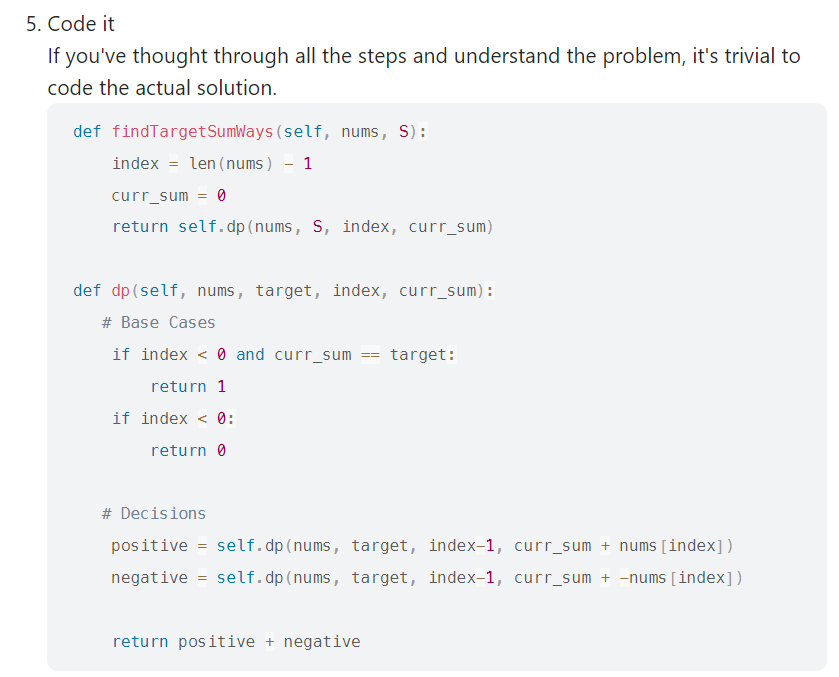 5. Code it
If you've thought through all the steps and understand the problem, it's trivial to
code the actual solution.
def findTargetSumWays(self, nums, S):
    index = len(nums) - 1
    curr_sum = 0
    return self.dp(nums, S, index, curr_sum)
def dp(self, nums, target, index, curr_sum):
   # Base Cases
    if index < 0 and curr_sum == target:
        return 1
    if index < 0:
        return 0
   # Decisions
    positive = self.dp(nums, target, index-1, curr_sum + nums[index])
    negative = self.dp(nums, target, index-1, curr_sum + -nums[index])
    return positive + negative